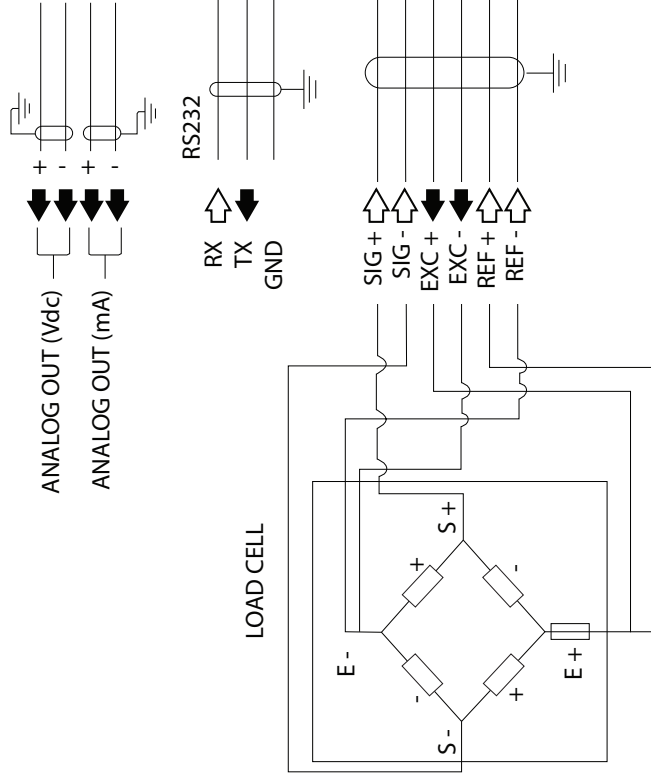 +
-
+
-
ANALOG OUT (Vdc)
ANALOG OUT (mA)
RS232
RX
TX
GND
SIG +
SIG -
EXC +
EXC -
REF +
REF -
LOAD CELL
E -
S +
+
-
-
+
S -
E +